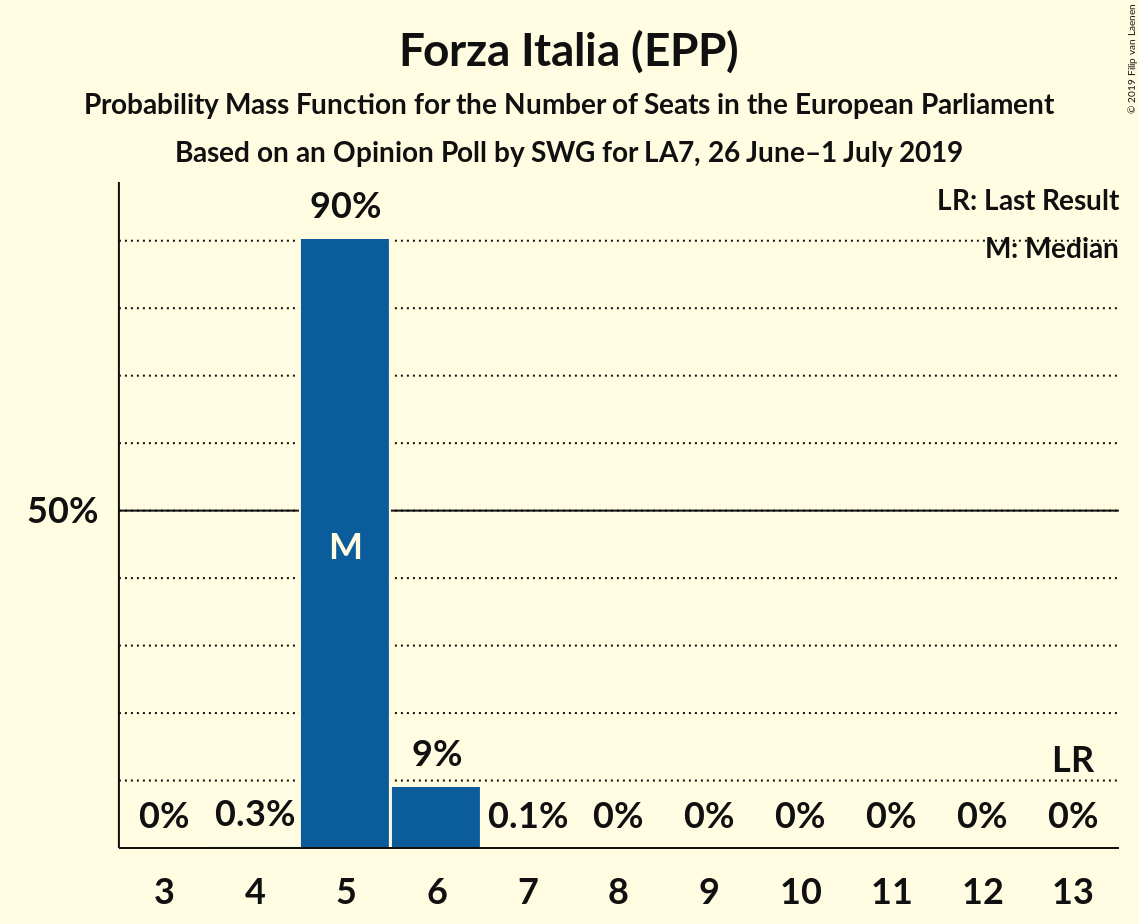 Forza Italia (EPP)
Probability Mass Function for the Number of Seats in the European Parliament
Based on an Opinion Poll by SWG for LA7, 26 June–1 July 2019
© 2019 Filip van Laenen
LR: Last Result
M: Median
90%
50%
M
9%
LR
0% 0.3% 0.1% 0% 0% 0% 0% 0% 0%
3 4 5 6 7 8 9 10 11 12 13